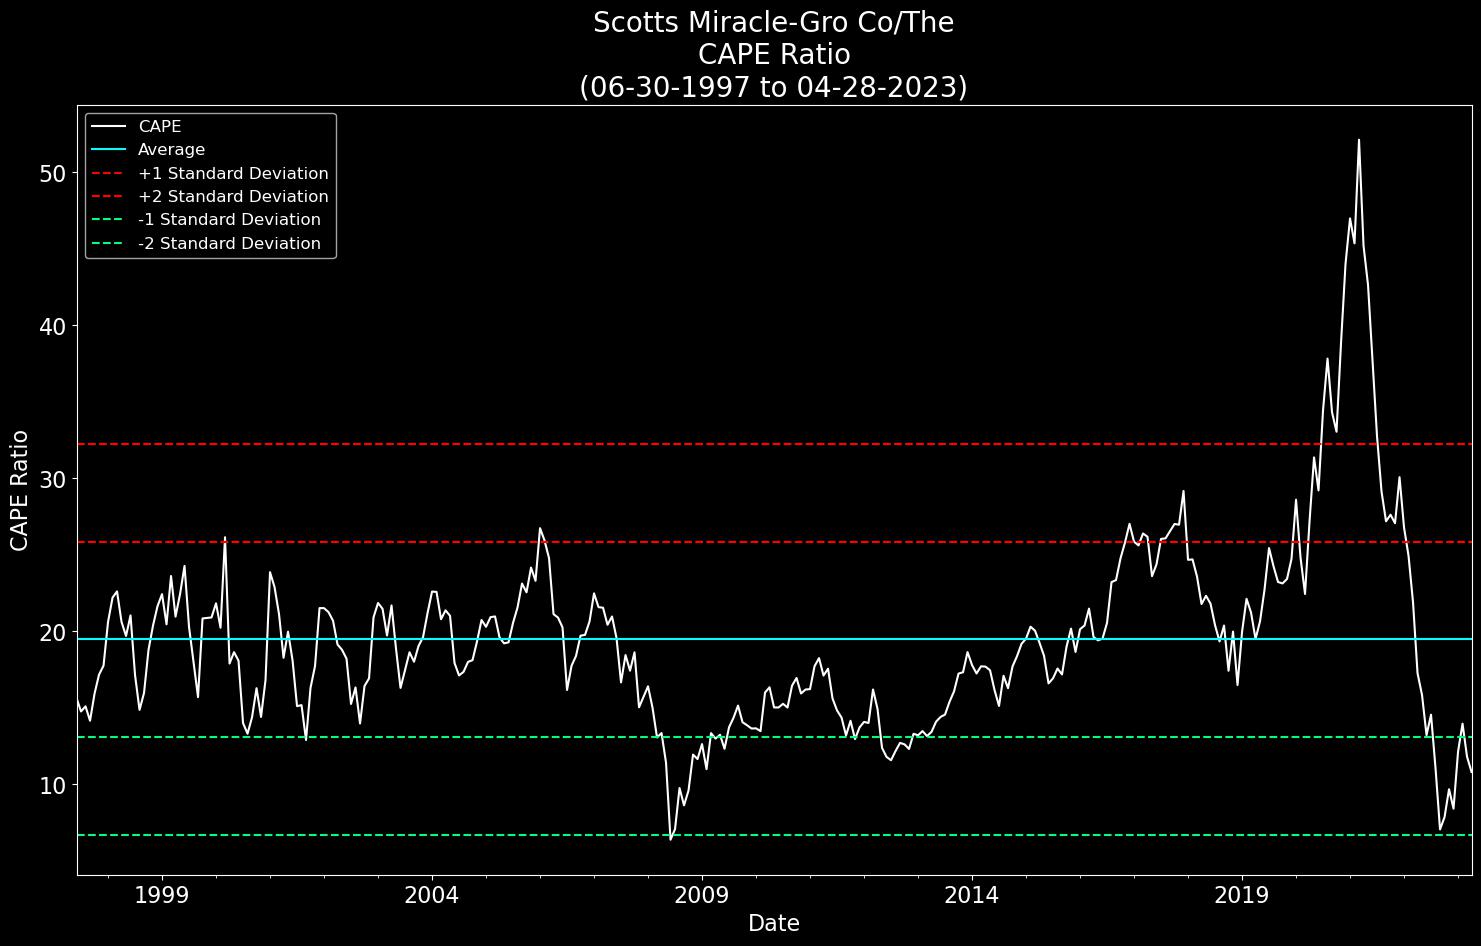 Scotts Miracle-Gro Co/The
CAPE Ratio
(06-30-1997 to 04-28-2023)
CAPE
Average
+1 Standard Deviation
+2 Standard Deviation
-1 Standard Deviation
-2 Standard Deviation
50
40
30
20
10
CAPE Ratio
1999 2004 2009 2014 2019
Date